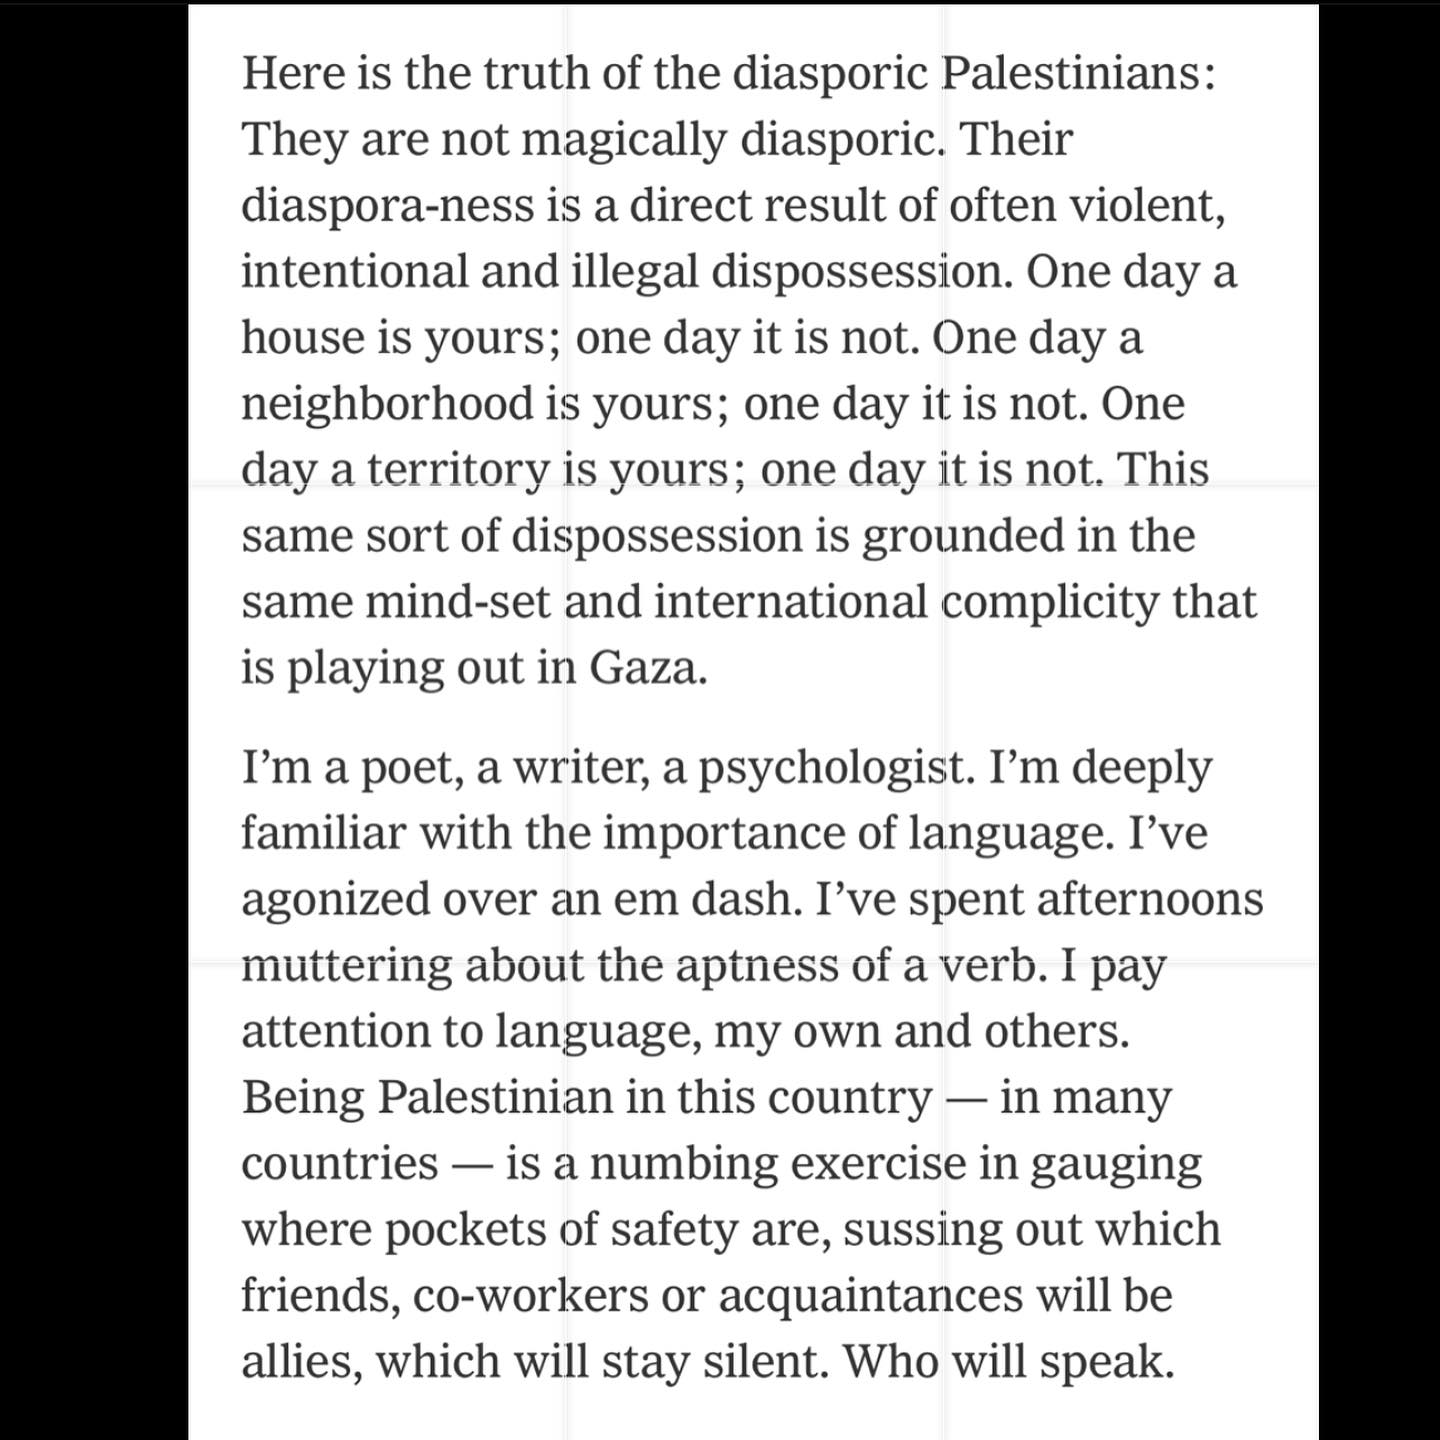 Here is the truth of the diasporic Palestinians:
They are not magically diasporic. Their
diaspora-ness is a direct result of often violent,
intentional and illegal dispossession. One day a
house is yours; one day it is not. One day a
neighborhood is yours; one day it is not. One
day a territory is yours; one day it is not. This
same sort of dispossession is grounded in the
same mind-set and international complicity that
is playing out in Gaza.
I’m a poet, a writer, a psychologist. I’m deeply
familiar with the importance of language. I’ve
agonized over an em dash. I’ve spent afternoons
muttering about the aptness of a verb. I pay
attention to language, my own and others.
Being Palestinian in this country — in many
countries — is a numbing exercise in gauging
where pockets of safety are, sussing out which
friends, co-workers or acquaintances will be
allies, which will stay silent. Who will speak.